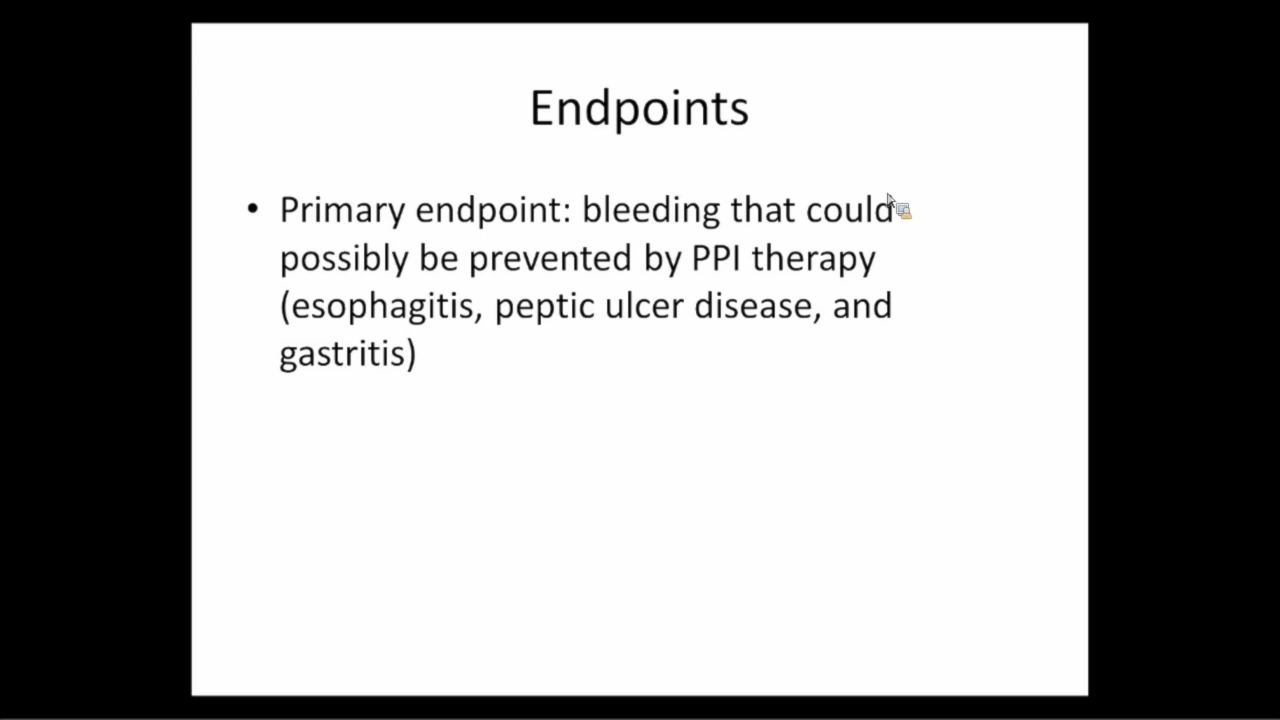 Endpoints
• Primary endpoint: bleeding that could
possibly be prevented by PPI therapy
(esophagitis, peptic ulcer disease, and
gastritis)